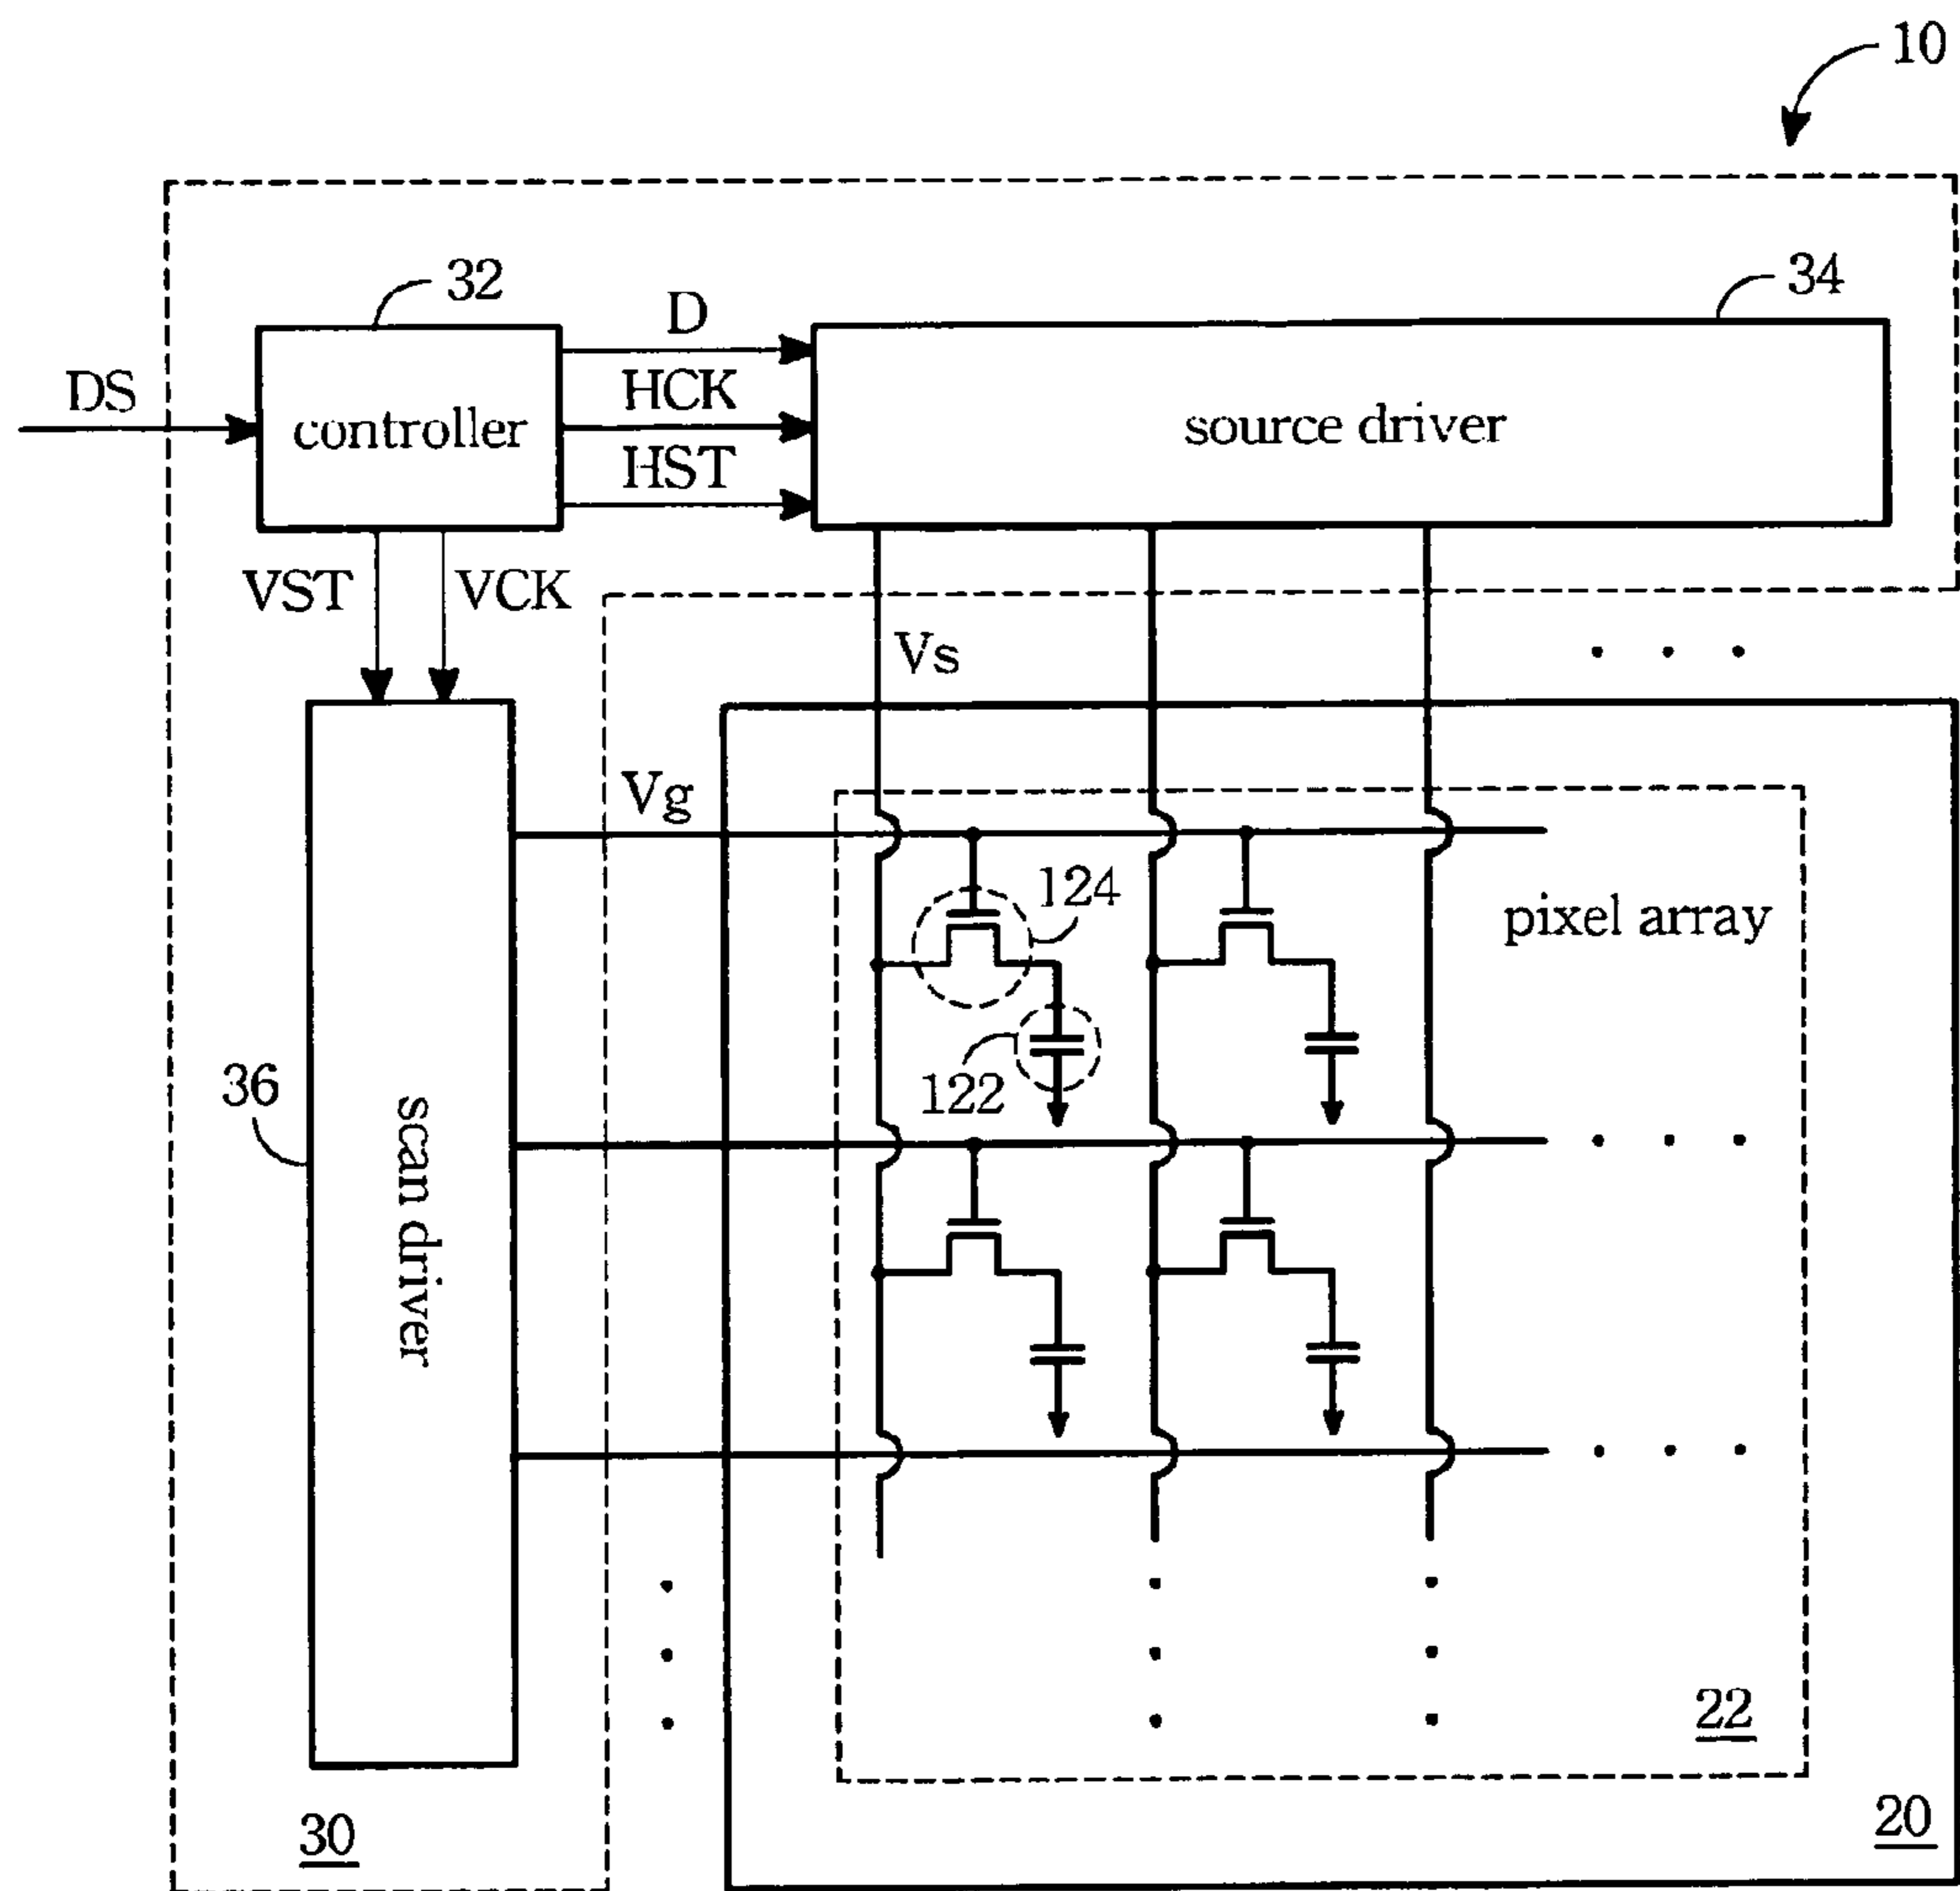 10
32
34
D
DS
HCK
controller
source driver
HST
VST
VCK
Vs
Vg
124
pixel array
36
122
scan driver
22
20
30